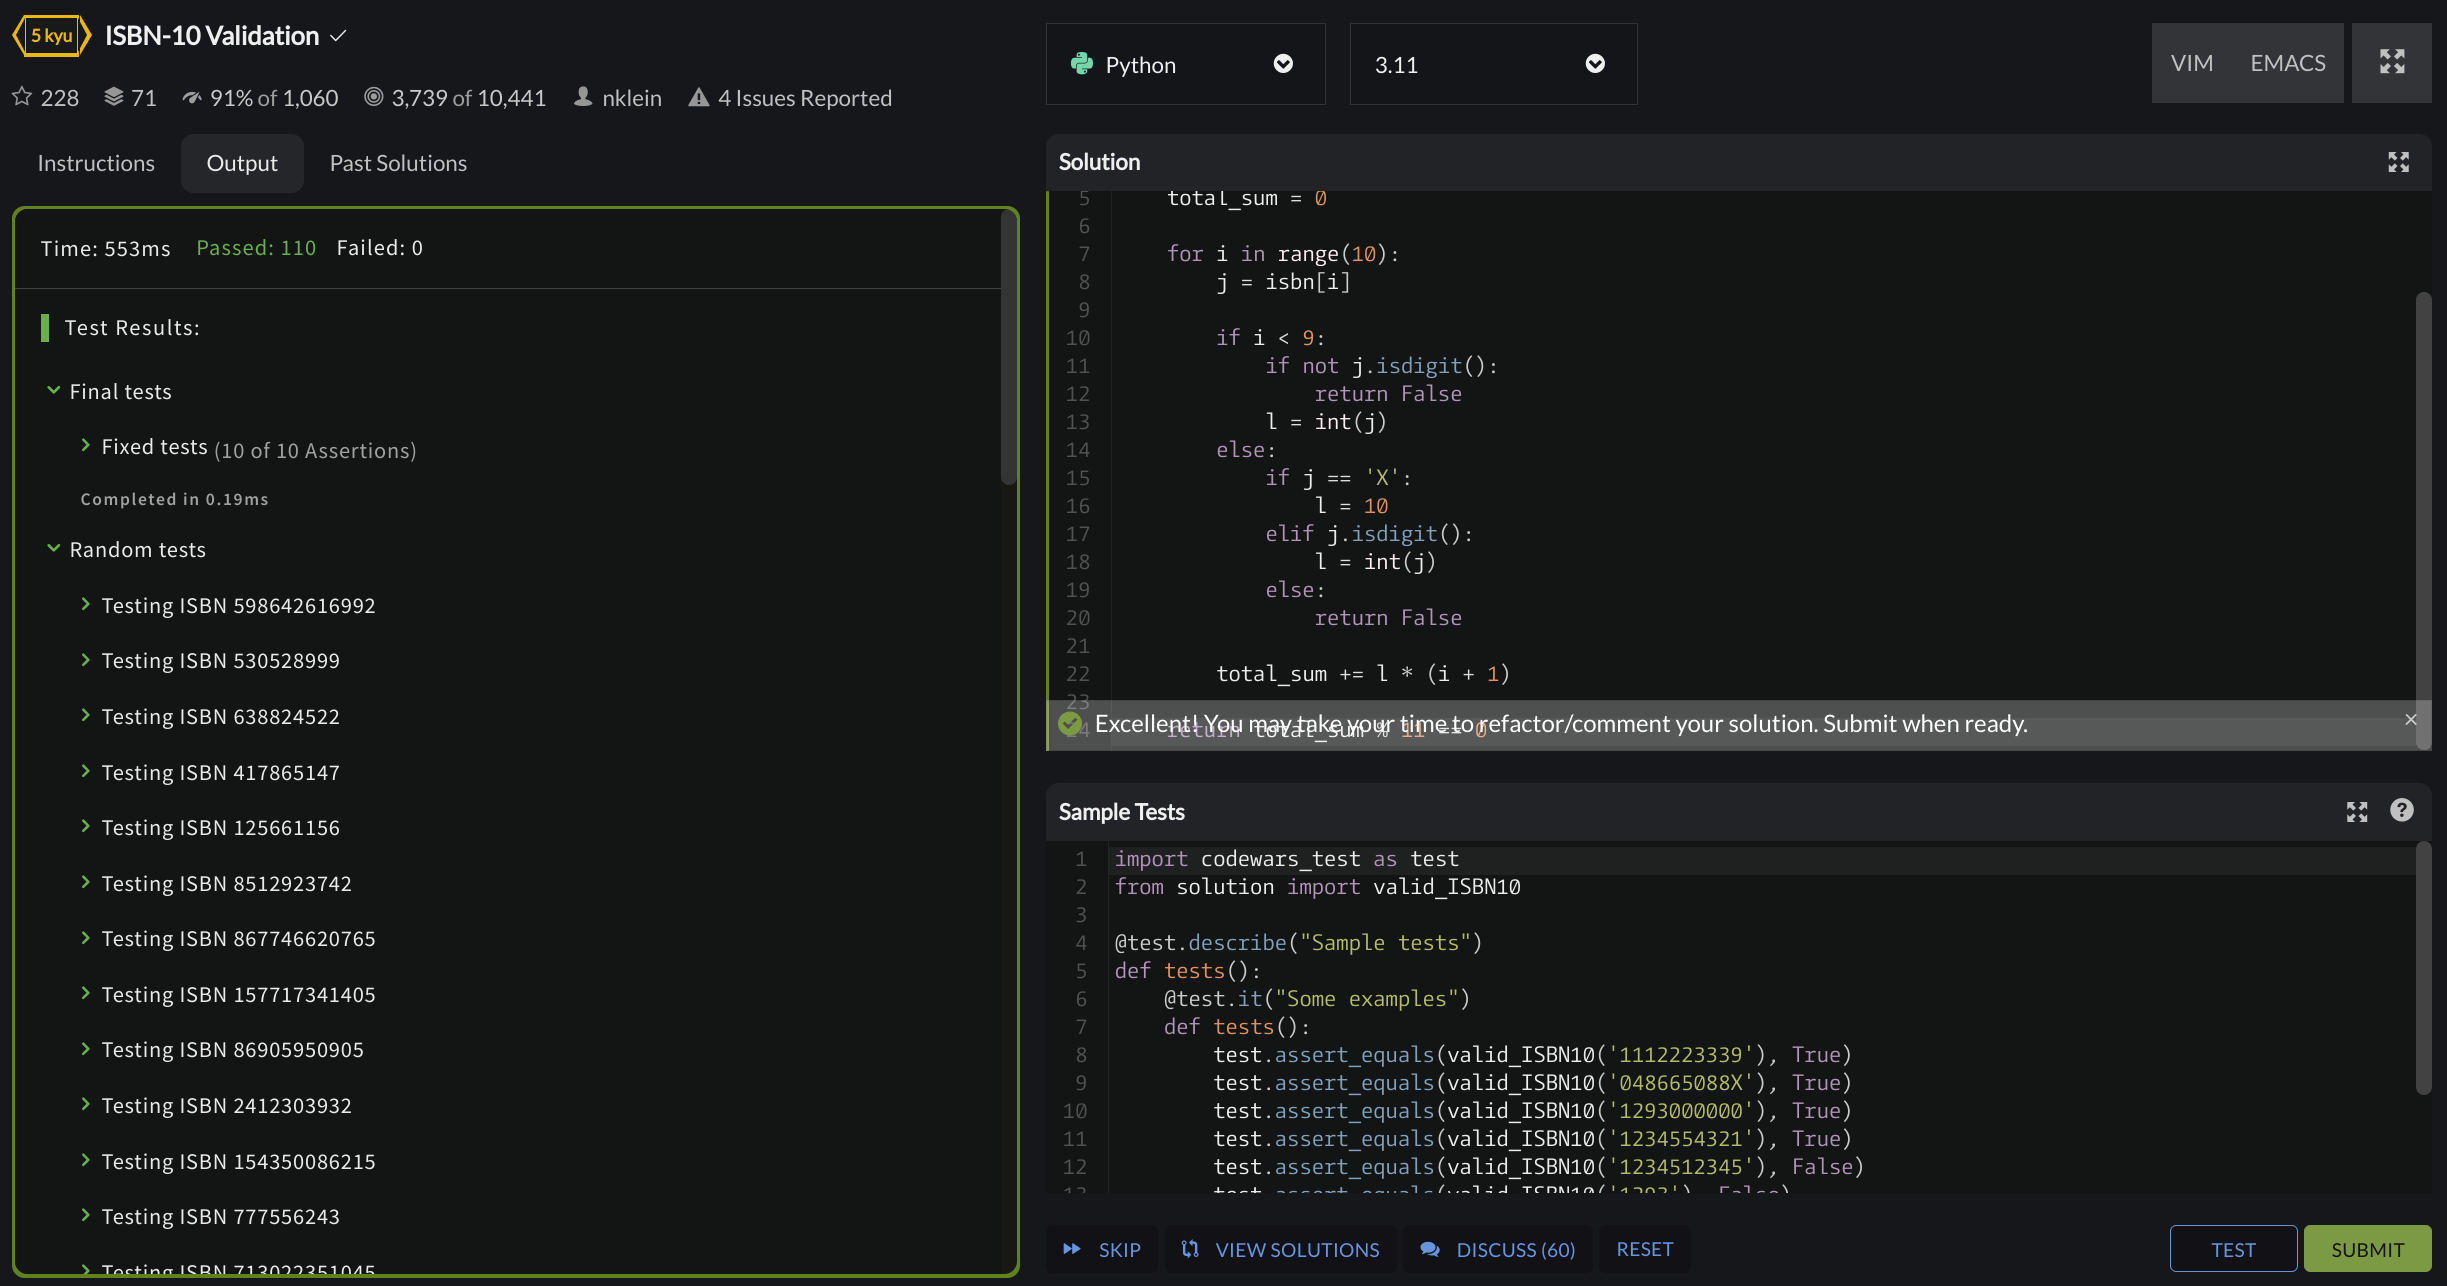 5 kyu ISBN-10 Validation
228 71 91% of 1,060 3,739 of 10,441 nklein 4 Issues Reported
Instructions Output Past Solutions
Time: 553ms Passed: 110 Failed: 0
Test Results:
Final tests
Fixed tests (10 of 10 Assertions)
Completed in 0.19ms
Random tests
Testing ISBN 598642616992
Testing ISBN 530528999
Testing ISBN 638824522
Testing ISBN 417865147
Testing ISBN 125661156
Testing ISBN 8512923742
Testing ISBN 867746620765
Testing ISBN 157717341405
Testing ISBN 86905950905
Testing ISBN 2412303932
Testing ISBN 154350086215
Testing ISBN 777556243
Testing ISBN 713022351045
Python 3.11 VIM EMACS
Solution
5 total_sum = 0
6
7 for i in range(10):
8 j = isbn[i]
9
10 if i < 9:
11 if not j.isdigit():
12 return False
13 l = int(j)
14 else:
15 if j == 'X':
16 l = 10
17 elif j.isdigit():
18 l = int(j)
19 else:
20 return False
21
22 total_sum += l * (i + 1)
23
24 return total_sum % 11 == 0
Excellent! You may take your time to refactor/comment your solution. Submit when ready.
Sample Tests
1 import codewars_test as test
2 from solution import valid_ISBN10
3
4 @test.describe("Sample tests")
5 def tests():
6 @test.it("Some examples")
7 def tests():
8 test.assert_equals(valid_ISBN10('1112223339'), True)
9 test.assert_equals(valid_ISBN10('048665088X'), True)
10 test.assert_equals(valid_ISBN10('1293000000'), True)
11 test.assert_equals(valid_ISBN10('1234554321'), True)
12 test.assert_equals(valid_ISBN10('1234512345'), False)
13 test.assert_equals(valid_ISBN10('1293'), False)
SKIP VIEW SOLUTIONS DISCUSS (60) RESET TEST SUBMIT